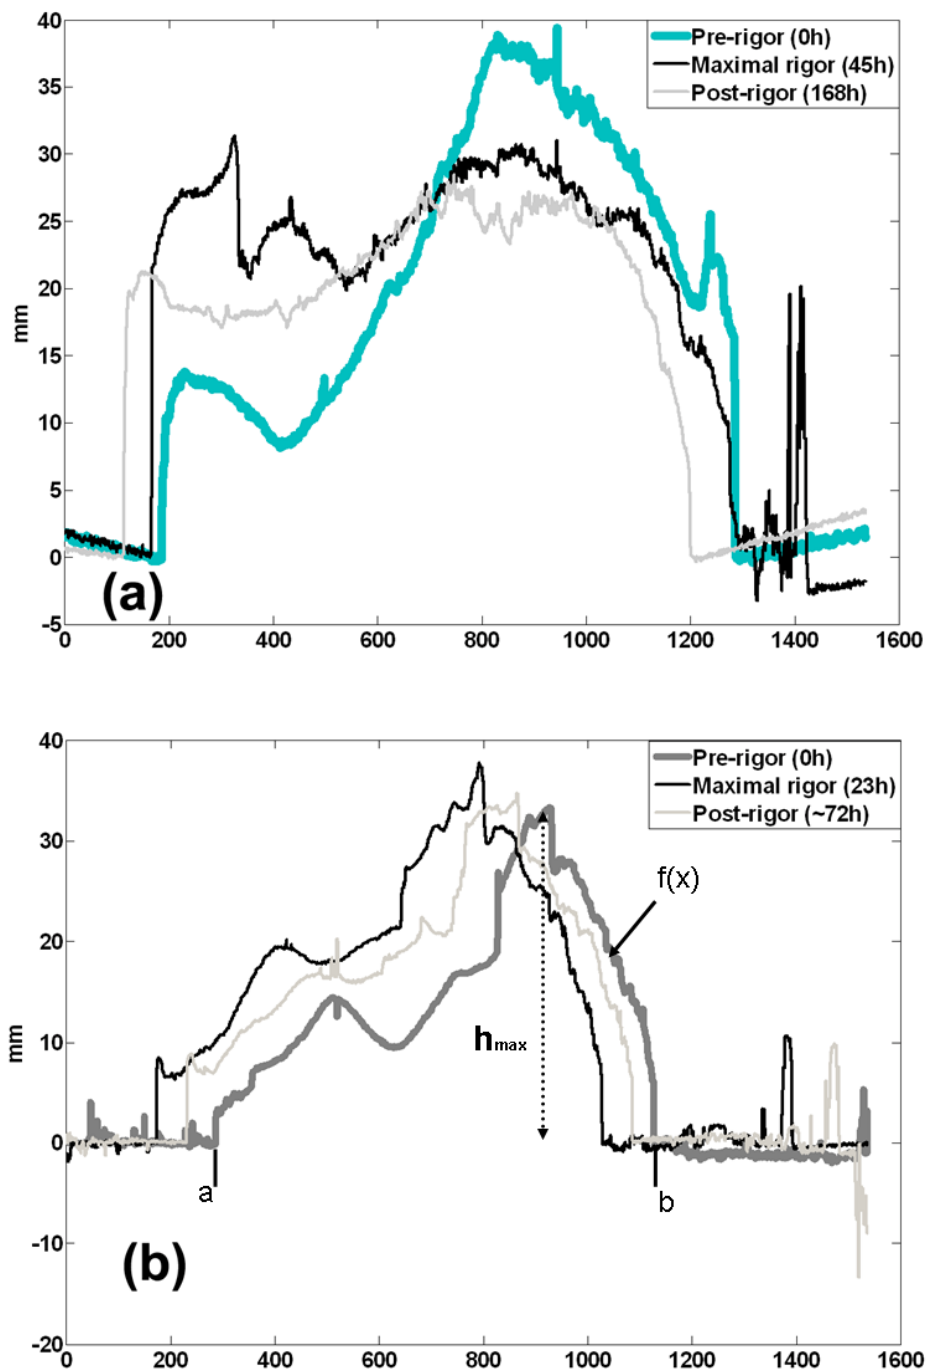 40
35
30
25
20
15
10
5
0
-5
mm
Pre-rigor (0h)
Maximal rigor (45h)
Post-rigor (168h)
(a)
0 200 400 600 800 1000 1200 1400 1600
40
30
20
10
0
-10
-20
mm
Pre-rigor (0h)
Maximal rigor (23h)
Post-rigor (~72h)
f(x)
hmax
a
b
(b)
0 200 400 600 800 1000 1200 1400 1600